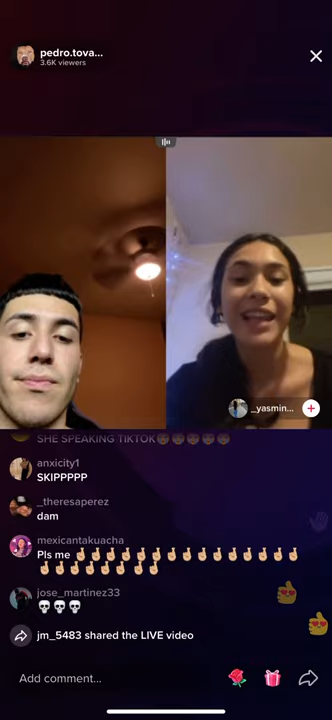 pedro.tova...
3.6K viewers
_yasmin...
SHE SPEAKING TIKTOK
anxicity1
SKIPPPPP
_theresaperez
dam
mexicantakuacha
Pls me 🤞🏼🤞🏼🤞🏼🤞🏼🤞🏼🤞🏼🤞🏼🤞🏼🤞🏼🤞🏼🤞🏼🤞🏼🤞🏼🤞🏼🤞🏼
🤞🏼🤞🏼🤞🏼🤞🏼🤞🏼🤞🏼🤞🏼🤞🏼
jose_martinez33
💀💀💀
jm_5483 shared the LIVE video
Add comment...